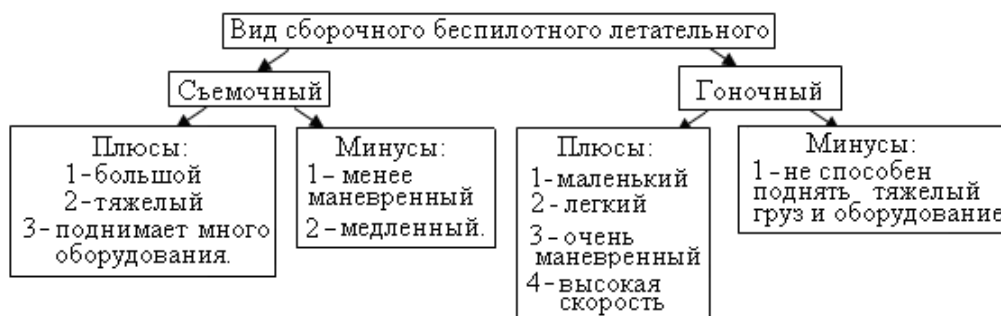 Вид сборочного беспилотного летательного
Съемочный
Гоночный
Плюсы:
1-большой
2-тяжелый
3- поднимает много
оборудования.
Минусы:
1- менее
маневренный
2-медленный.
Плюсы:
1-маленький
2- легкий
3-очень
маневренный
4-высокая
скорость
Минусы:
1-не способен
поднять тяжелый
груз и оборудование